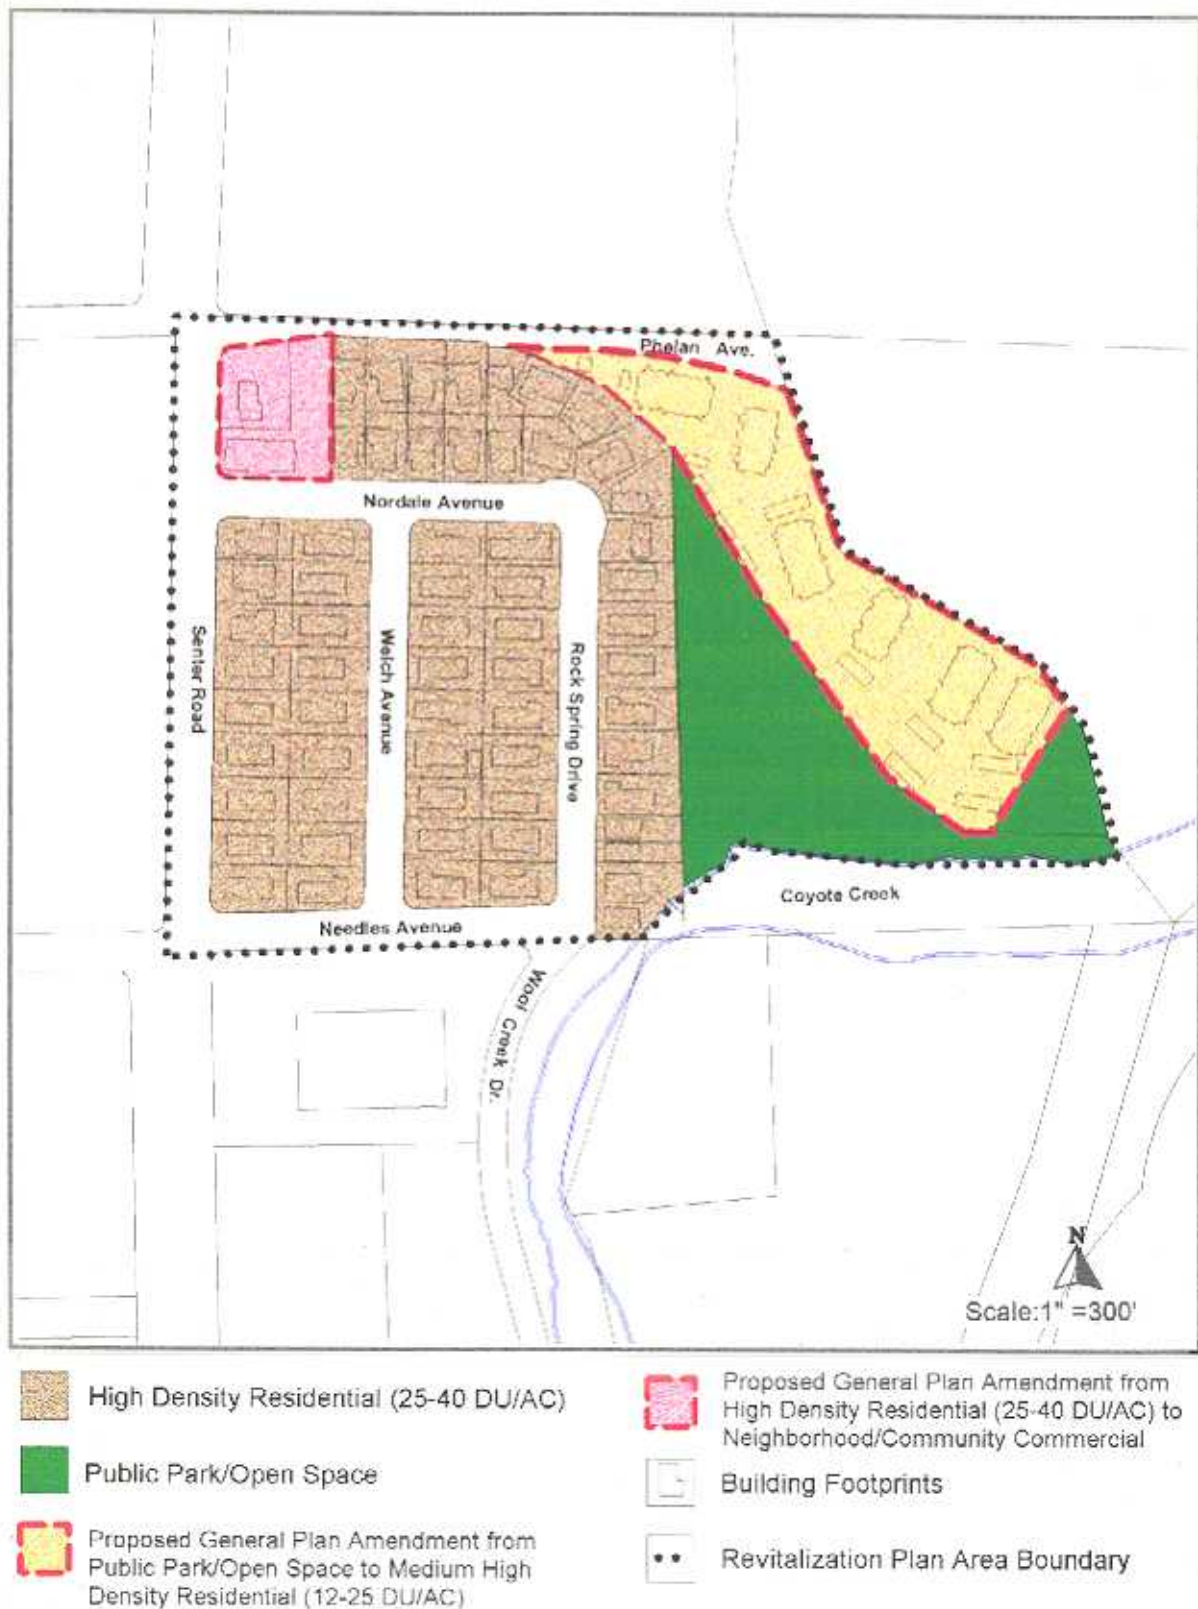 Phelan Ave.
Nordale Avenue
Senter Road
Welch Avenue
Rock Spring Drive
Coyote Creek
Needles Avenue
Wool Creek Dr.
N
Scale:1" =300'
High Density Residential (25-40 DU/AC)
Public Park/Open Space
Proposed General Plan Amendment from
Public Park/Open Space to Medium High
Density Residential (12-25 DU/AC)
Proposed General Plan Amendment from
High Density Residential (25-40 DU/AC) to
Neighborhood/Community Commercial
Building Footprints
Revitalization Plan Area Boundary